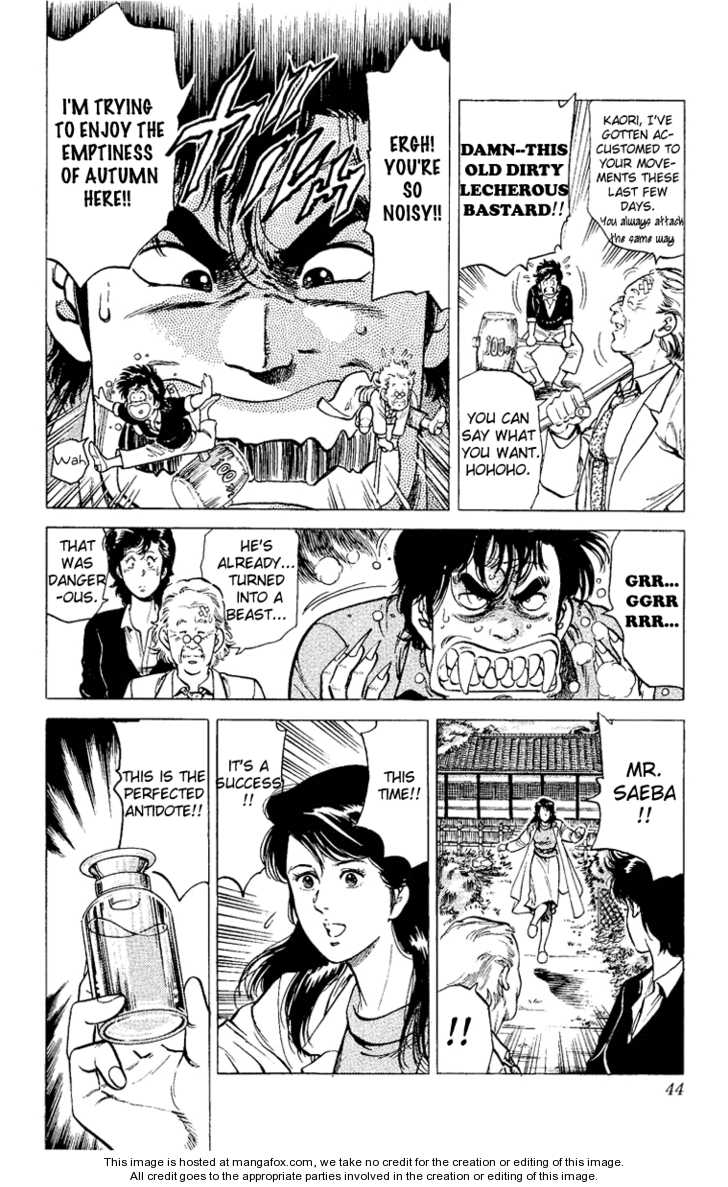 KAORI, I'VE
GOTTEN AC-
CUSTOMED TO
YOUR MOVE-
MENTS THESE
LAST FEW
DAYS.
You always attack
the same way
DAMN--THIS
OLD DIRTY
LECHEROUS
BASTARD!!
100
YOU CAN
SAY WHAT
YOU WANT.
HOHOHO.
ERGH!
YOU'RE
SO
NOISY!!
I'M TRYING
TO ENJOY THE
EMPTINESS
OF AUTUMN
HERE!!
Wah
100
GRR...
GGRR
RRR...
HE'S
ALREADY...
TURNED
INTO A
BEAST...
THAT
WAS
DANGER
-OUS.
MR.
SAEBA
!!
!!
THIS
TIME!!
IT'S A
SUCCESS
!!
THIS IS THE
PERFECTED
ANTIDOTE!!
44
This image is hosted at mangafox.com, we take no credit for the creation or editing of this image.
All credit goes to the appropriate parties involved in the creation or editing of this image.